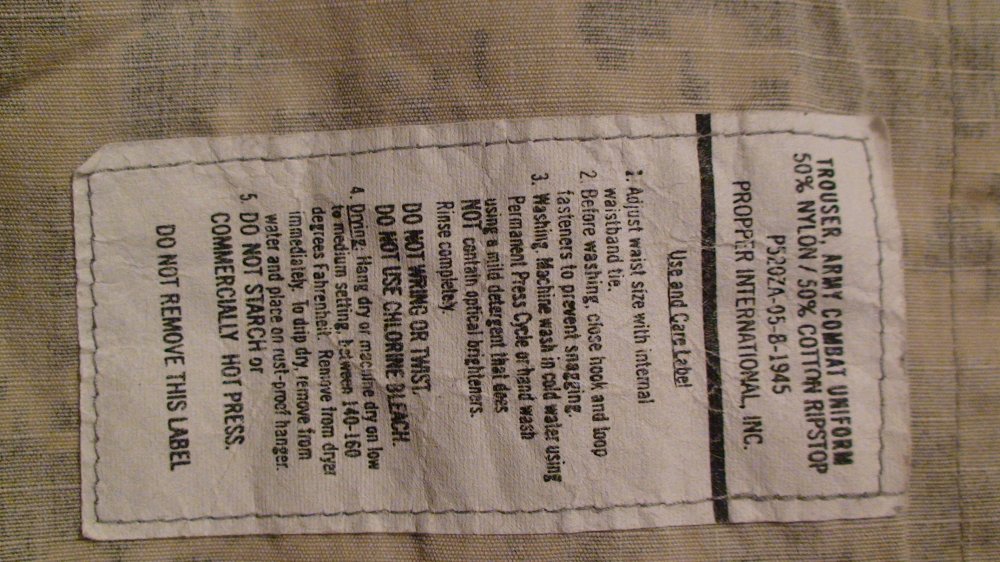 TROUSER, ARMY COMBAT UNIFORM
50% NYLON / 50% COTTON RIPSTOP
PS20ZA-05-8-1945
PROPPER INTERNATIONAL, INC.
Use and Care Label
1. Adjust waist size with internal
waistband tie.
2. Before washing, close hook and loop
fasteners to prevent snagging.
3. Washing. Machine wash in cold water using
Permanent Press Cycle or hand wash
using a mild detergent that does
NOT contain optical brighteners.
Rinse completely.
DO NOT WRING OR TWIST.
DO NOT USE CHLORINE BLEACH.
4. Drying. Hang dry or machine dry on low
to medium setting, between 140-160
degrees Fahrenheit. Remove from dryer
immediately. To drip dry, remove from
water and place on rust-proof hanger.
5. DO NOT STARCH or
COMMERCIALLY HOT PRESS.
DO NOT REMOVE THIS LABEL